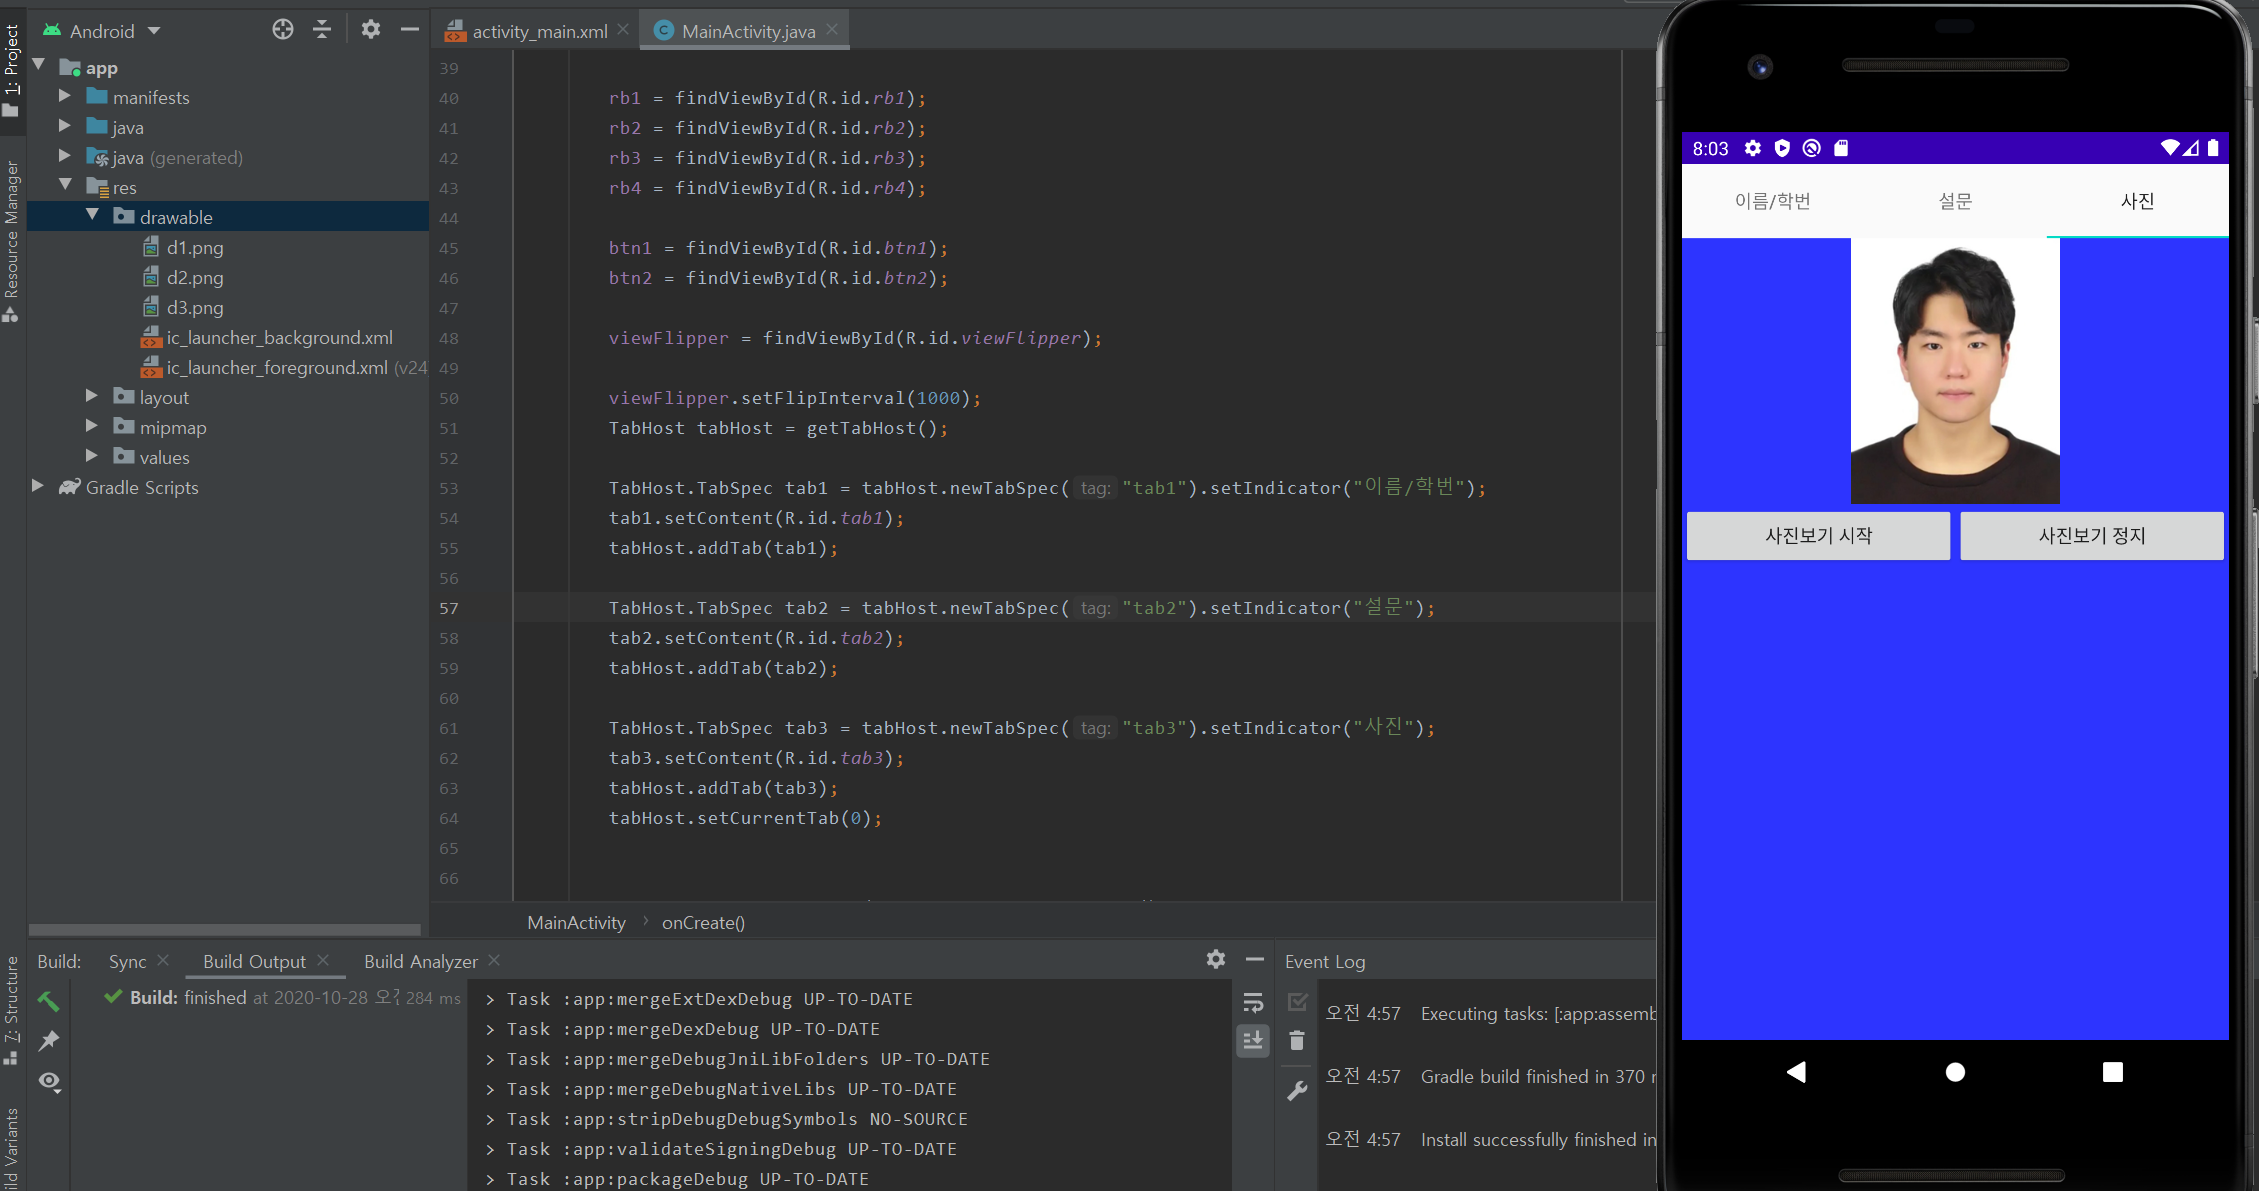 Android
activity_main.xml
MainActivity.java
1: Project
Resource Manager
7: Structure
ild Variants
app
manifests
java
java (generated)
res
drawable
d1.png
d2.png
d3.png
ic_launcher_background.xml
ic_launcher_foreground.xml (v24
layout
mipmap
values
Gradle Scripts
39
40 rb1 = findViewById(R.id.rb1);
41 rb2 = findViewById(R.id.rb2);
42 rb3 = findViewById(R.id.rb3);
43 rb4 = findViewById(R.id.rb4);
44
45 btn1 = findViewById(R.id.btn1);
46 btn2 = findViewById(R.id.btn2);
47
48 viewFlipper = findViewById(R.id.viewFlipper);
49
50 viewFlipper.setFlipInterval(1000);
51 TabHost tabHost = getTabHost();
52
53 TabHost.TabSpec tab1 = tabHost.newTabSpec( tag: "tab1").setIndicator("이름/학번");
54 tab1.setContent(R.id.tab1);
55 tabHost.addTab(tab1);
56
57 TabHost.TabSpec tab2 = tabHost.newTabSpec( tag: "tab2").setIndicator("설문");
58 tab2.setContent(R.id.tab2);
59 tabHost.addTab(tab2);
60
61 TabHost.TabSpec tab3 = tabHost.newTabSpec( tag: "tab3").setIndicator("사진");
62 tab3.setContent(R.id.tab3);
63 tabHost.addTab(tab3);
64 tabHost.setCurrentTab(0);
65
66
MainActivity › onCreate()
Build: Sync Build Output Build Analyzer
Build: finished at 2020-10-28 284 ms
> Task :app:mergeExtDexDebug UP-TO-DATE
> Task :app:mergeDexDebug UP-TO-DATE
> Task :app:mergeDebugJniLibFolders UP-TO-DATE
> Task :app:mergeDebugNativeLibs UP-TO-DATE
> Task :app:stripDebugDebugSymbols NO-SOURCE
> Task :app:validateSigningDebug UP-TO-DATE
> Task :app:packageDebug UP-TO-DATE
Event Log
오전 4:57 Executing tasks: [:app:assemb
오전 4:57 Gradle build finished in 370
오전 4:57 Install successfully finished in
8:03
이름/학번 설문 사진
사진보기 시작 사진보기 정지